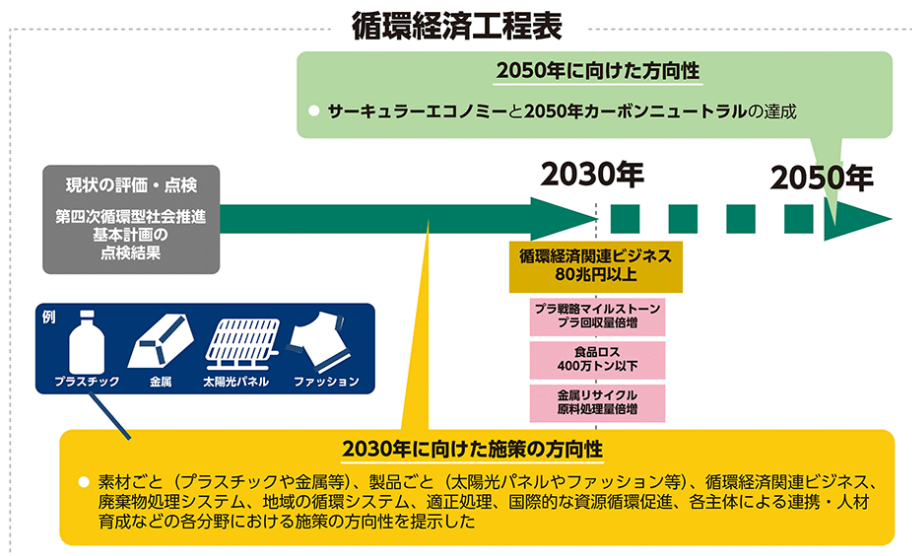 循環経済工程表
2050年に向けた方向性
● サーキュラーエコノミーと2050年カーボンニュートラルの達成
2030年
2050年
現状の評価・点検
第四次循環型社会推進
基本計画の
点検結果
循環経済関連ビジネス
80兆円以上
プラ戦略マイルストーン
プラ回収量倍増
食品ロス
400万トン以下
金属リサイクル
原料処理量倍増
例
プラスチック
金属
太陽光パネル
ファッション
2030年に向けた施策の方向性
● 素材ごと（プラスチックや金属等）、製品ごと（太陽光パネルやファッション等）、循環経済関連ビジネス、
廃棄物処理システム、地域の循環システム、適正処理、国際的な資源循環促進、各主体による連携・人材
育成などの各分野における施策の方向性を提示した